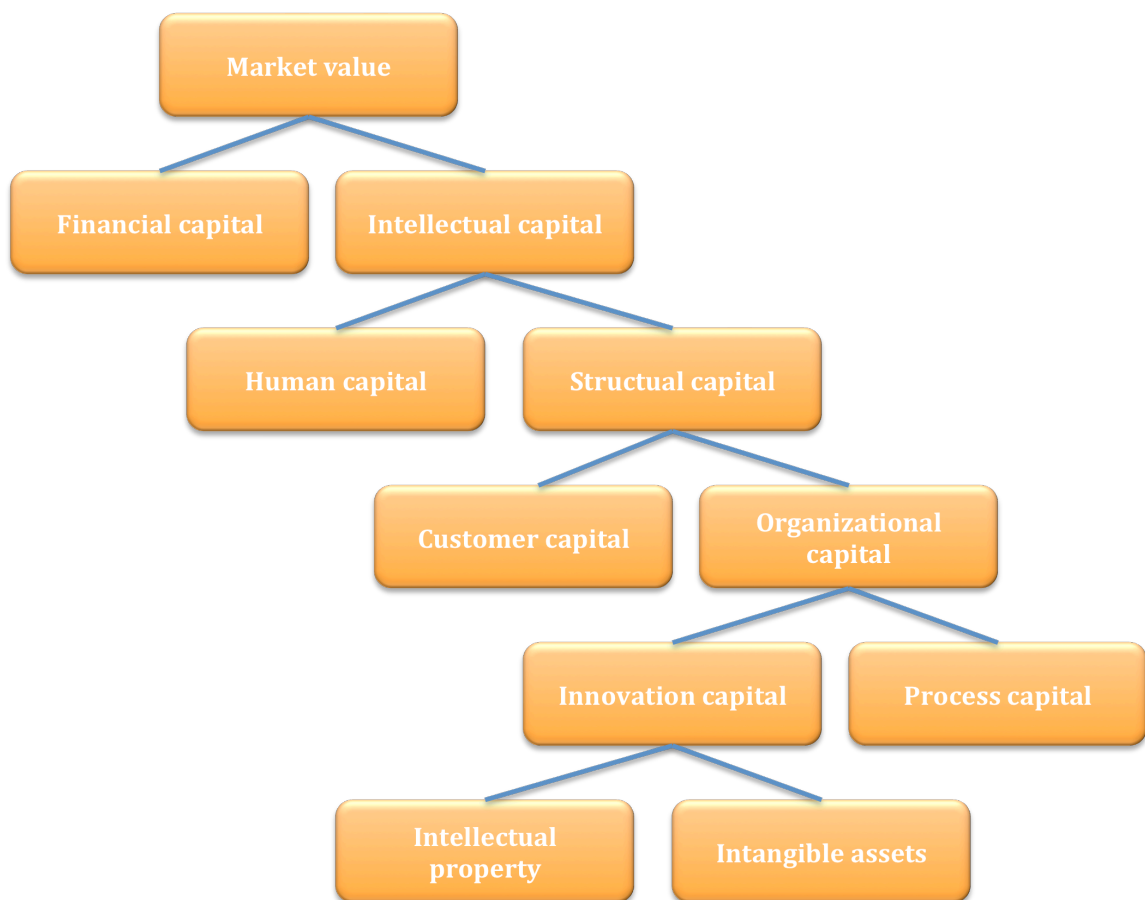 Market value
Financial capital
Intellectual capital
Human capital
Structual capital
Customer capital
Organizational
capital
Innovation capital
Process capital
Intellectual
property
Intangible assets